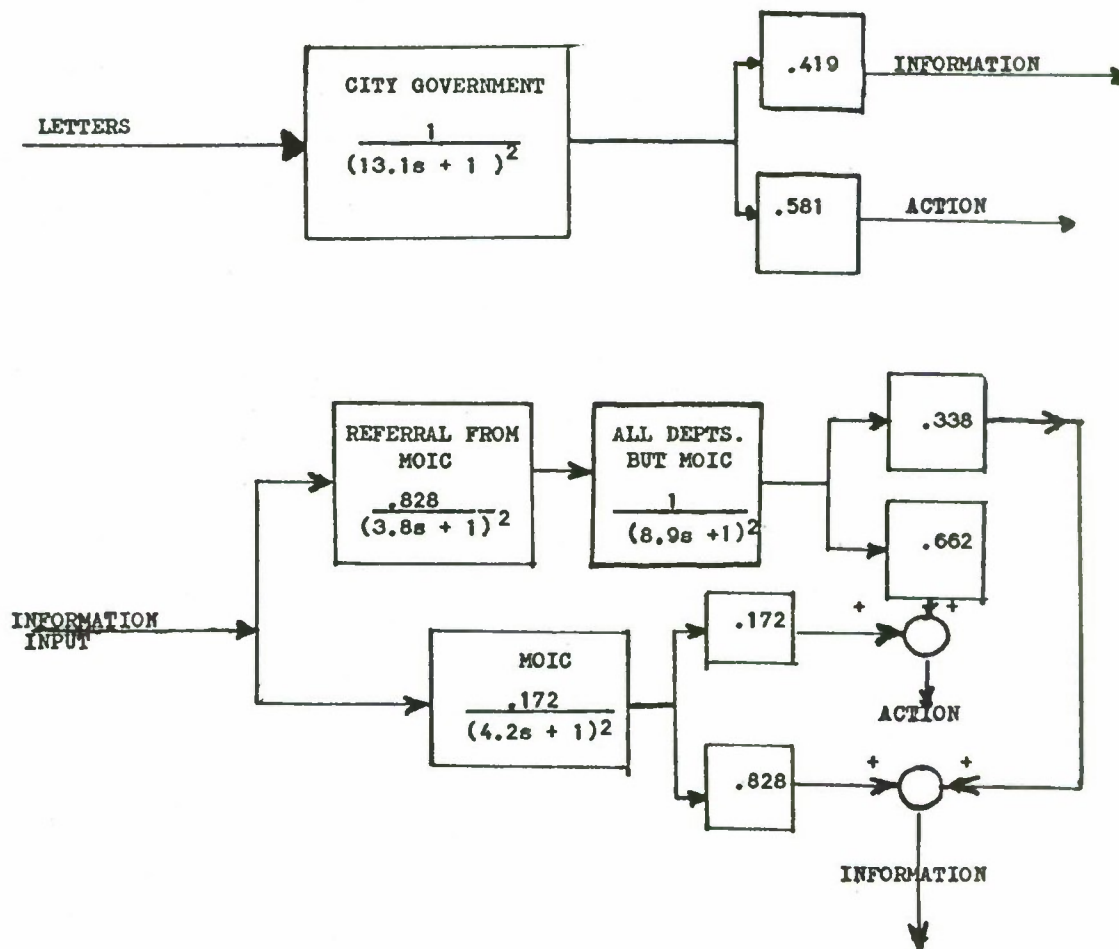 CITY GOVERNMENT
1
(13.1s + 1 )2
LETTERS
.419
INFORMATION
.581
ACTION
REFERRAL FROM
MOIC
.828
(3.8s + 1)2
ALL DEPTS.
BUT MOIC
1
(8.9s +1)2
.338
.662
INFORMATION
INPUT
MOIC
.172
(4.2s + 1)2
.172
+ +
ACTION
.828
+ +
INFORMATION